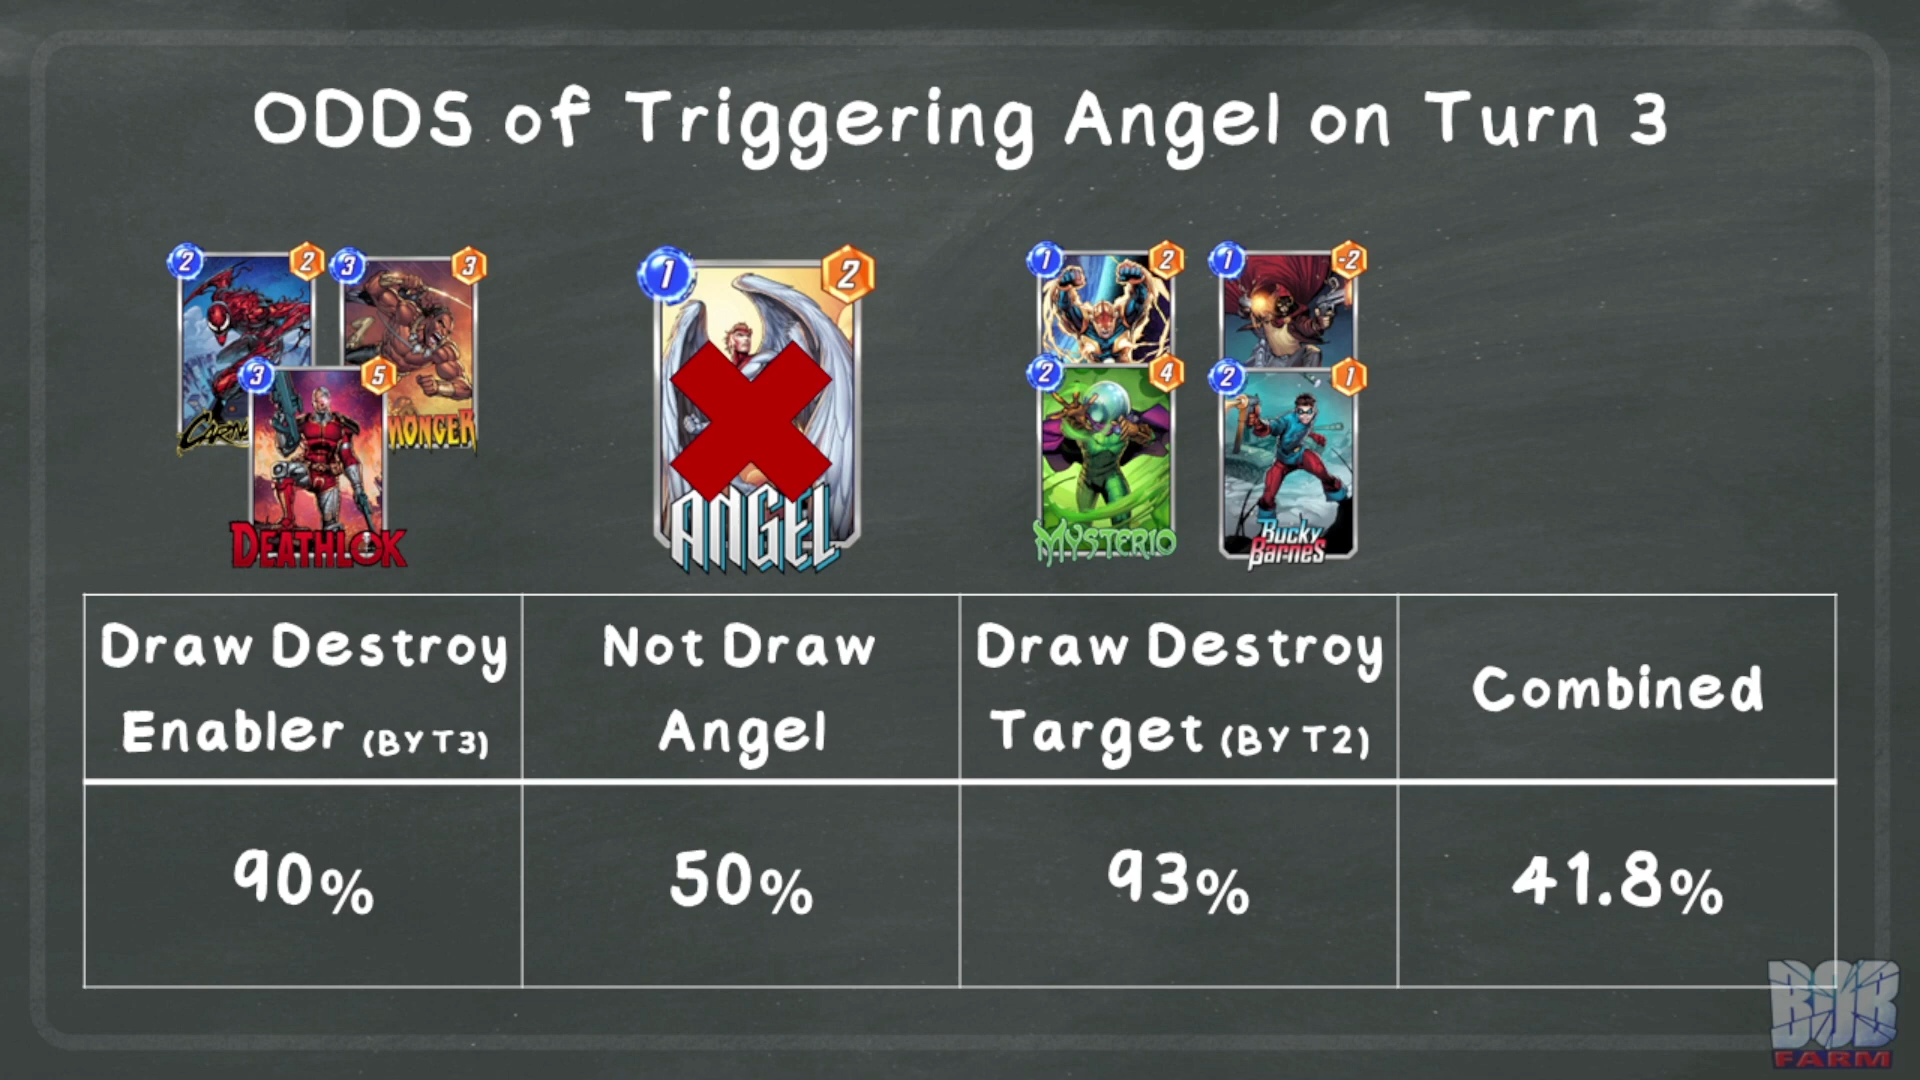 ODDS of Triggering Angel on Turn 3
2
2
3
3
1
2
1
2
1
-2
3
5
2
4
2
1
MONGER
DEATHLOK
ANGEL
MYSTERIO
Bucky
Barnes
Draw Destroy
Enabler (BY T3)
Not Draw
Angel
Draw Destroy
Target (BY T2)
Combined
90%
50%
93%
41.8%
BOB
FARM